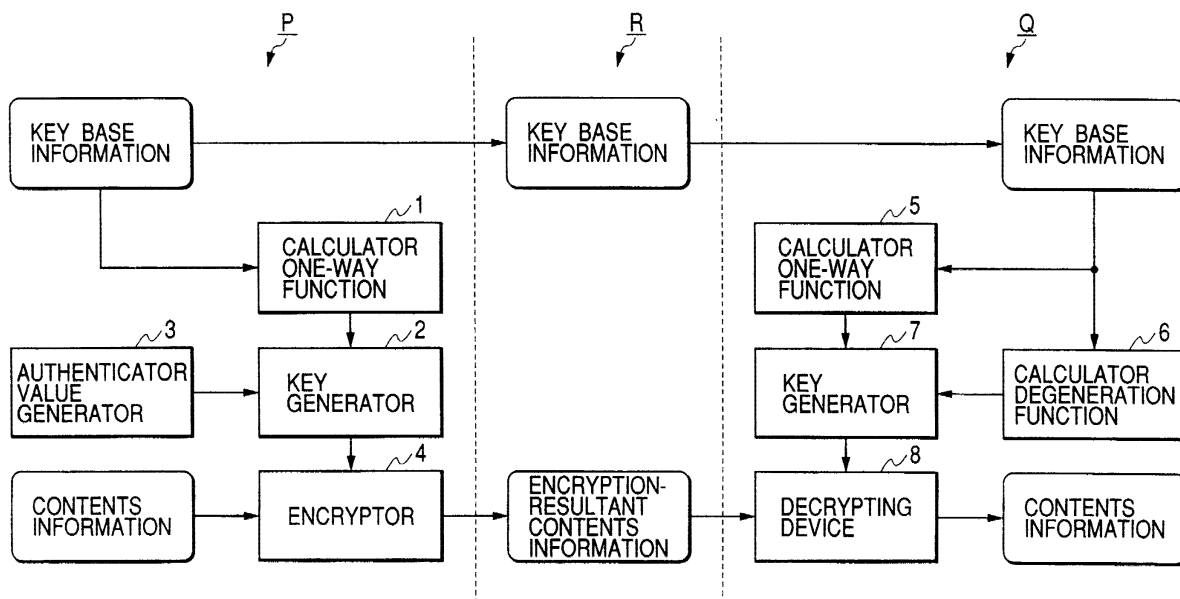 P
R
Q
KEY BASE
INFORMATION
KEY BASE
INFORMATION
KEY BASE
INFORMATION
1
CALCULATOR
ONE-WAY
FUNCTION
5
CALCULATOR
ONE-WAY
FUNCTION
3
AUTHENTICATOR
VALUE
GENERATOR
2
KEY
GENERATOR
7
KEY
GENERATOR
6
CALCULATOR
DEGENERATION
FUNCTION
CONTENTS
INFORMATION
4
ENCRYPTOR
ENCRYPTION-
RESULTANT
CONTENTS
INFORMATION
8
DECRYPTING
DEVICE
CONTENTS
INFORMATION